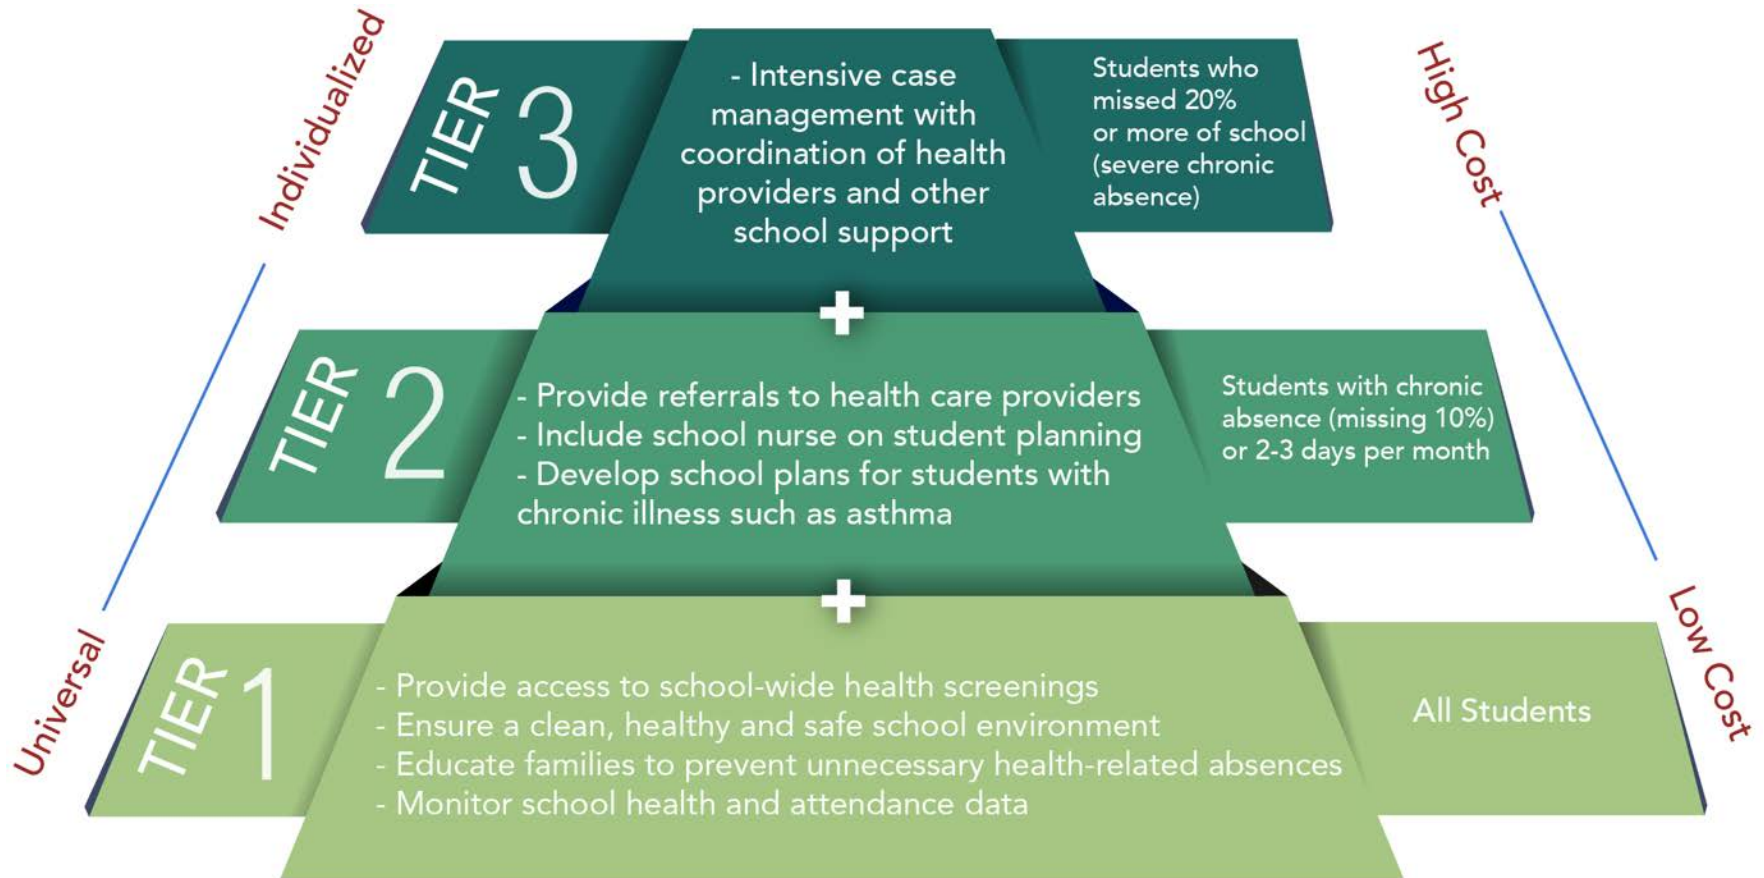 Individualized
TIER
3
- Intensive case
management with
coordination of health
providers and other
school support
Students who
missed 20%
or more of school
(severe chronic
absence)
High Cost
TIER
2
- Provide referrals to health care providers
- Include school nurse on student planning
- Develop school plans for students with
chronic illness such as asthma
Students with chronic
absence (missing 10%)
or 2-3 days per month
Universal
TIER
1
- Provide access to school-wide health screenings
- Ensure a clean, healthy and safe school environment
- Educate families to prevent unnecessary health-related absences
- Monitor school health and attendance data
All Students
Low Cost